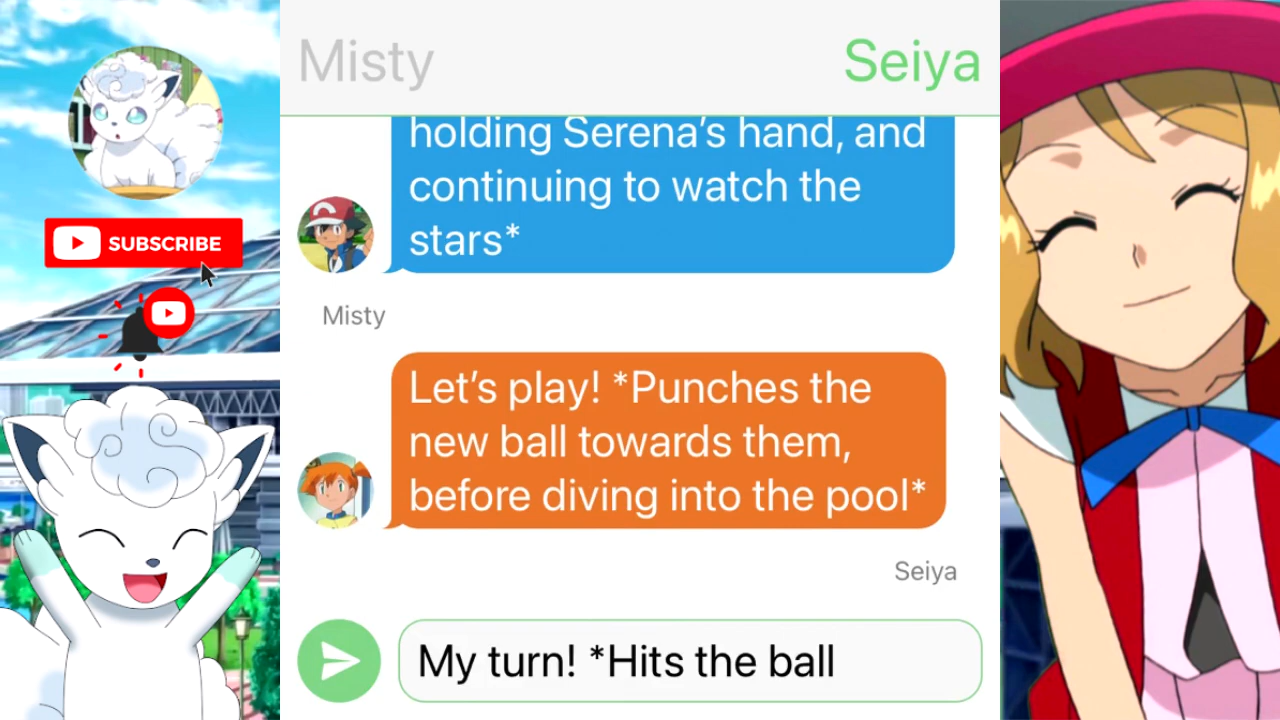 Misty
Seiya
holding Serena’s hand, and
continuing to watch the
stars*
SUBSCRIBE
Misty
Let’s play! *Punches the
new ball towards them,
before diving into the pool*
Seiya
My turn! *Hits the ball